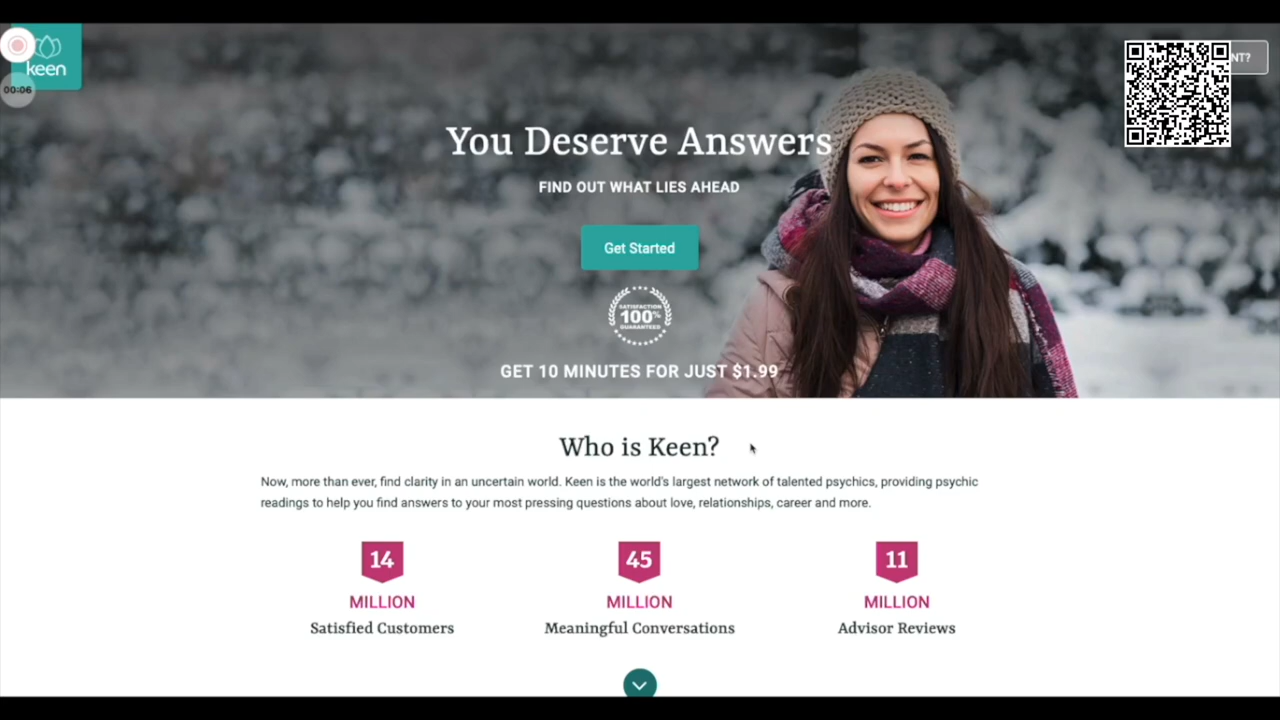 keen
00:06
NT?
You Deserve Answers
FIND OUT WHAT LIES AHEAD
Get Started
SATISFACTION
100%
GUARANTEED
GET 10 MINUTES FOR JUST $1.99
Who is Keen?
Now, more than ever, find clarity in an uncertain world. Keen is the world's largest network of talented psychics, providing psychic
readings to help you find answers to your most pressing questions about love, relationships, career and more.
14 45 11
MILLION MILLION MILLION
Satisfied Customers Meaningful Conversations Advisor Reviews